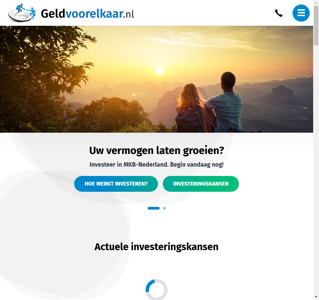 Geldvoorelkaar.nl
Uw vermogen laten groeien?
Investeer in MKB-Nederland. Begin vandaag nog!
HOE WERKT INVESTEREN?
INVESTERINGSKANSEN
Actuele investeringskansen